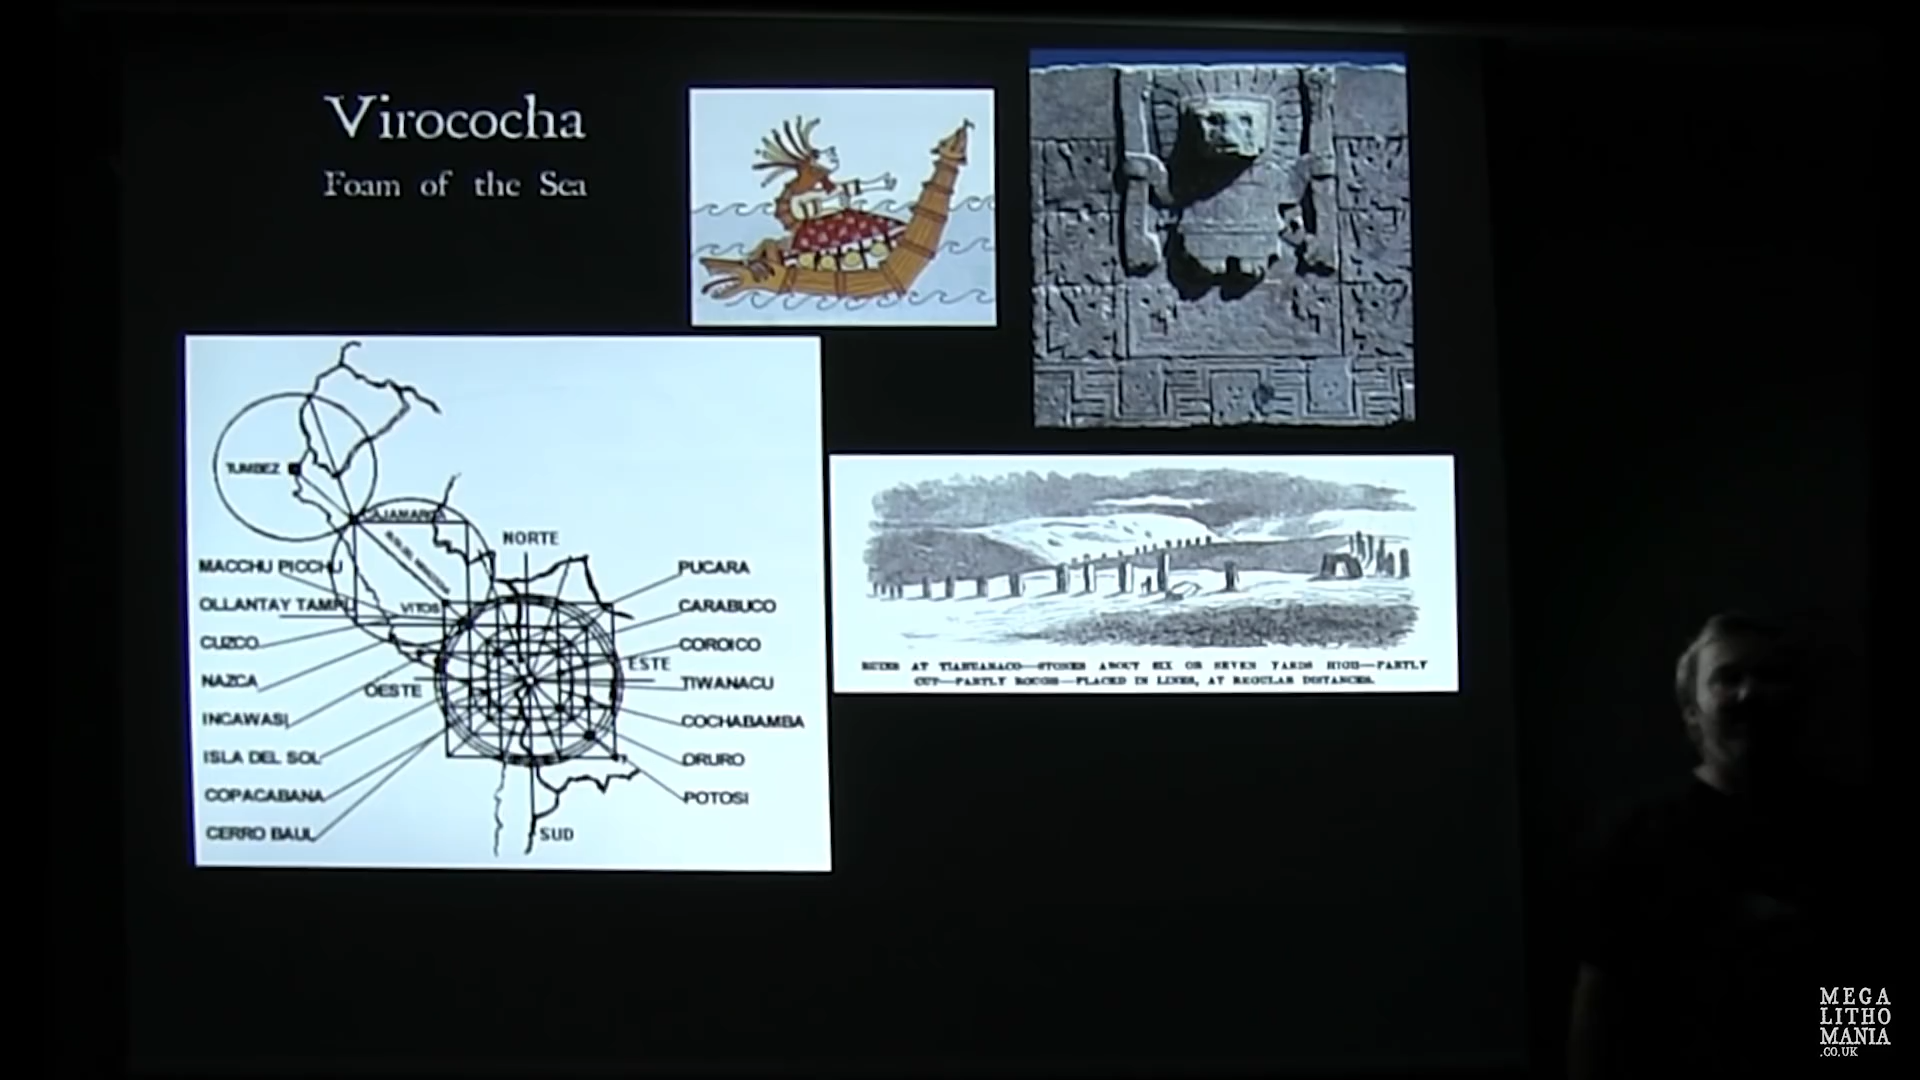 Virococha
Foam of the Sea
TUMBEZ
CAJAMARCA
NORTE
MACCHU PICCHU
OLLANTAY TAMPU
VITOS
CUZCO
NAZCA
OESTE
INCAWASI
ISLA DEL SOL
COPACABANA
CERRO BAUL
PUCARA
CARABUCO
COROICO
ESTE
TIWANACU
COCHABAMBA
ORURO
POTOSI
SUD
RUINS AT TIAHUANACO—STONES ABOUT SIX OR SEVEN YARDS HIGH—PARTLY
CUT—PARTLY ROUGH—PLACED IN LINES, AT REGULAR DISTANCES.
MEGA
LITHO
MANIA
.CO.UK